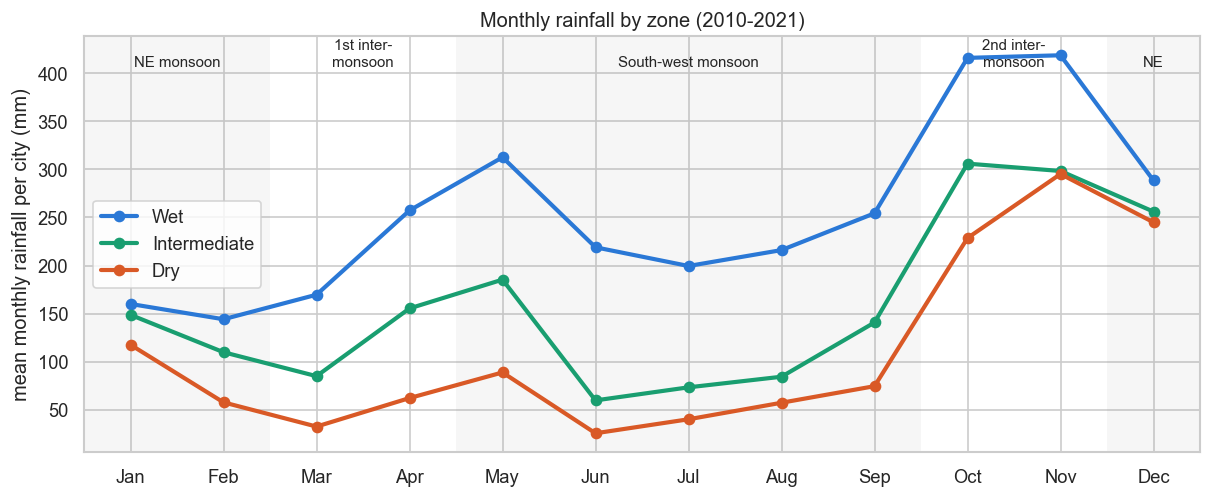 Monthly rainfall by zone (2010-2021)
NE monsoon
1st inter-
monsoon
South-west monsoon
2nd inter-
monsoon
NE
mean monthly rainfall per city (mm)
400
350
300
250
200
150
100
50
Wet
Intermediate
Dry
Jan Feb Mar Apr May Jun Jul Aug Sep Oct Nov Dec